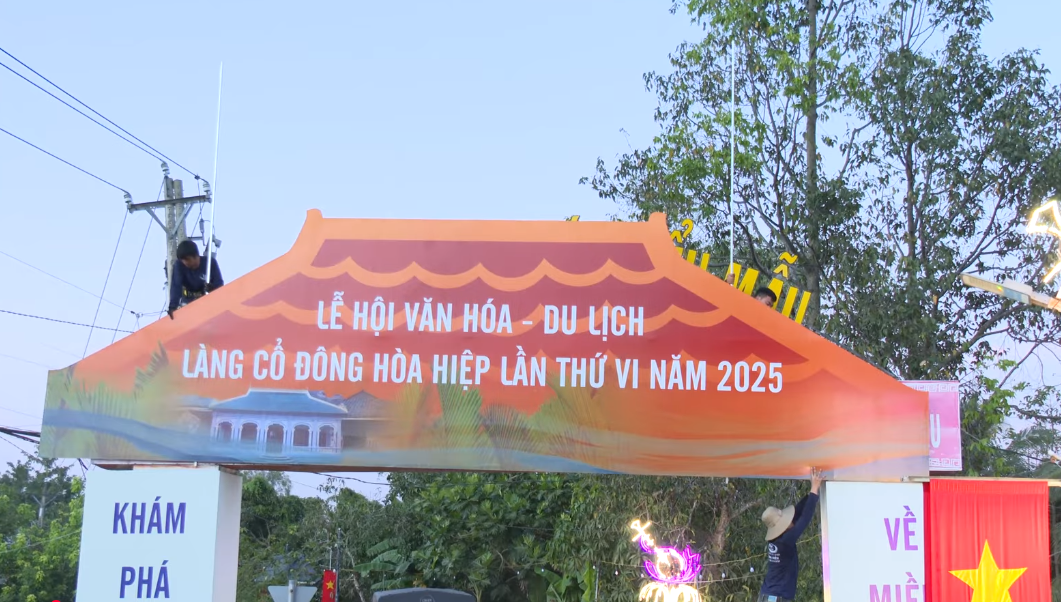 LỄ HỘI VĂN HÓA - DU LỊCH
LÀNG CỔ ĐÔNG HÒA HIỆP LẦN THỨ VI NĂM 2025
KHÁM
PHÁ
VỀ